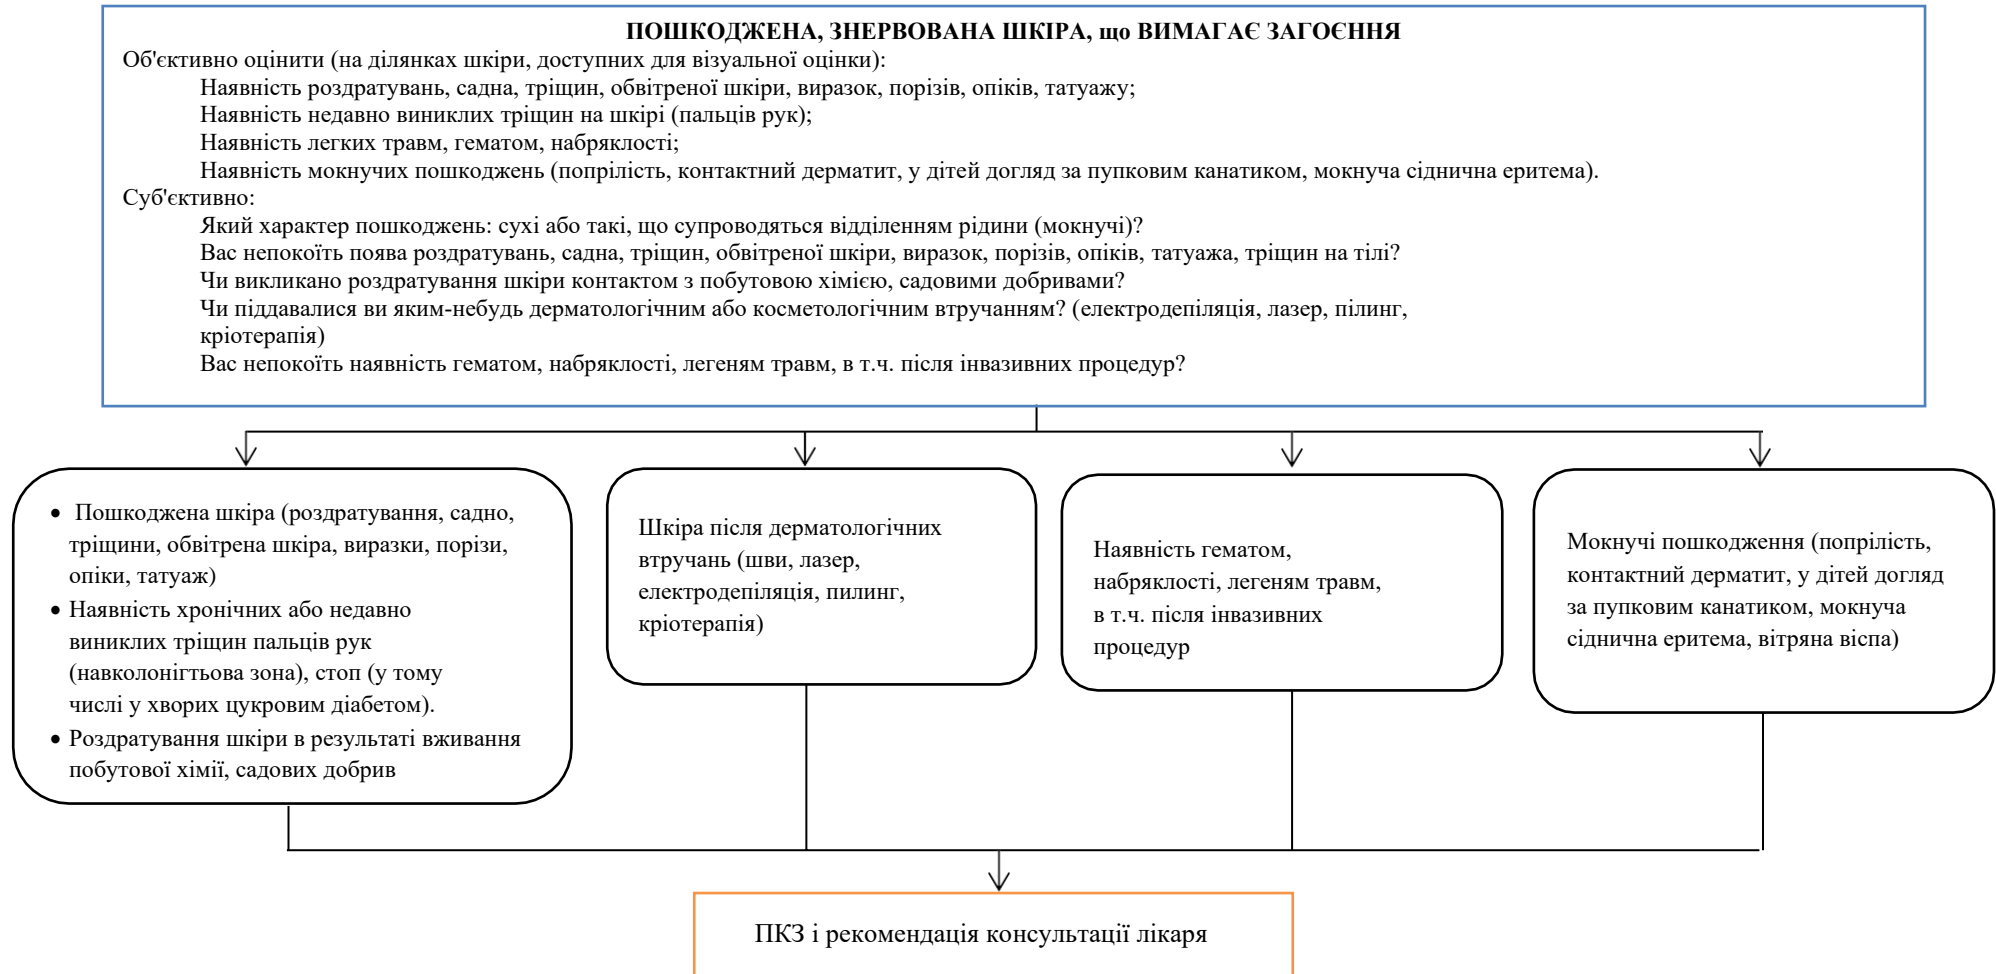 ПОШКОДЖЕНА, ЗНЕРВОВАНА ШКІРА, що ВИМАГАЄ ЗАГОЄННЯ
Об'єктивно оцінити (на ділянках шкіри, доступних для візуальної оцінки):
Наявність роздратувань, садна, тріщин, обвітреної шкіри, виразок, порізів, опіків, татуажу;
Наявність недавно виниклих тріщин на шкірі (пальців рук);
Наявність легких травм, гематом, набряклості;
Наявність мокнучих пошкоджень (попрілість, контактний дерматит, у дітей догляд за пупковим канатиком, мокнуча сіднична еритема).
Суб'єктивно:
Який характер пошкоджень: сухі або такі, що супроводяться відділенням рідини (мокнучі)?
Вас непокоїть поява роздратувань, садна, тріщин, обвітреної шкіри, виразок, порізів, опіків, татуажа, тріщин на тілі?
Чи викликано роздратування шкіри контактом з побутовою хімією, садовими добривами?
Чи піддавалися ви яким-небудь дерматологічним або косметологічним втручанням? (електродепіляція, лазер, пілинг,
кріотерапія)
Вас непокоїть наявність гематом, набряклості, легеням травм, в т.ч. після інвазивних процедур?
• Пошкоджена шкіра (роздратування, садно,
тріщини, обвітрена шкіра, виразки, порізи,
опіки, татуаж)
• Наявність хронічних або недавно
виниклих тріщин пальців рук
(навколонігтьова зона), стоп (у тому
числі у хворих цукровим діабетом).
• Роздратування шкіри в результаті вживання
побутової хімії, садових добрив
Шкіра після дерматологічних
втручань (шви, лазер,
електродепіляція, пилинг,
кріотерапія)
Наявність гематом,
набряклості, легеням травм,
в т.ч. після інвазивних
процедур
Мокнучі пошкодження (попрілість,
контактний дерматит, у дітей догляд
за пупковим канатиком, мокнуча
сіднична еритема, вітряна віспа)
ПКЗ і рекомендація консультації лікаря